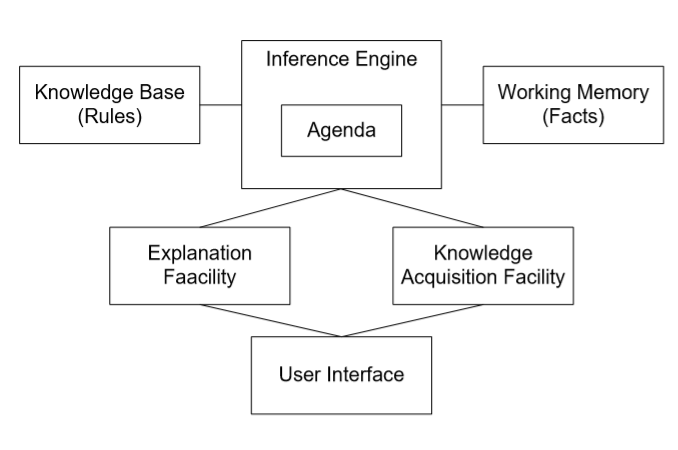 Inference Engine
Knowledge Base
(Rules)
Agenda
Working Memory
(Facts)
Explanation
Faacility
Knowledge
Acquisition Facility
User Interface